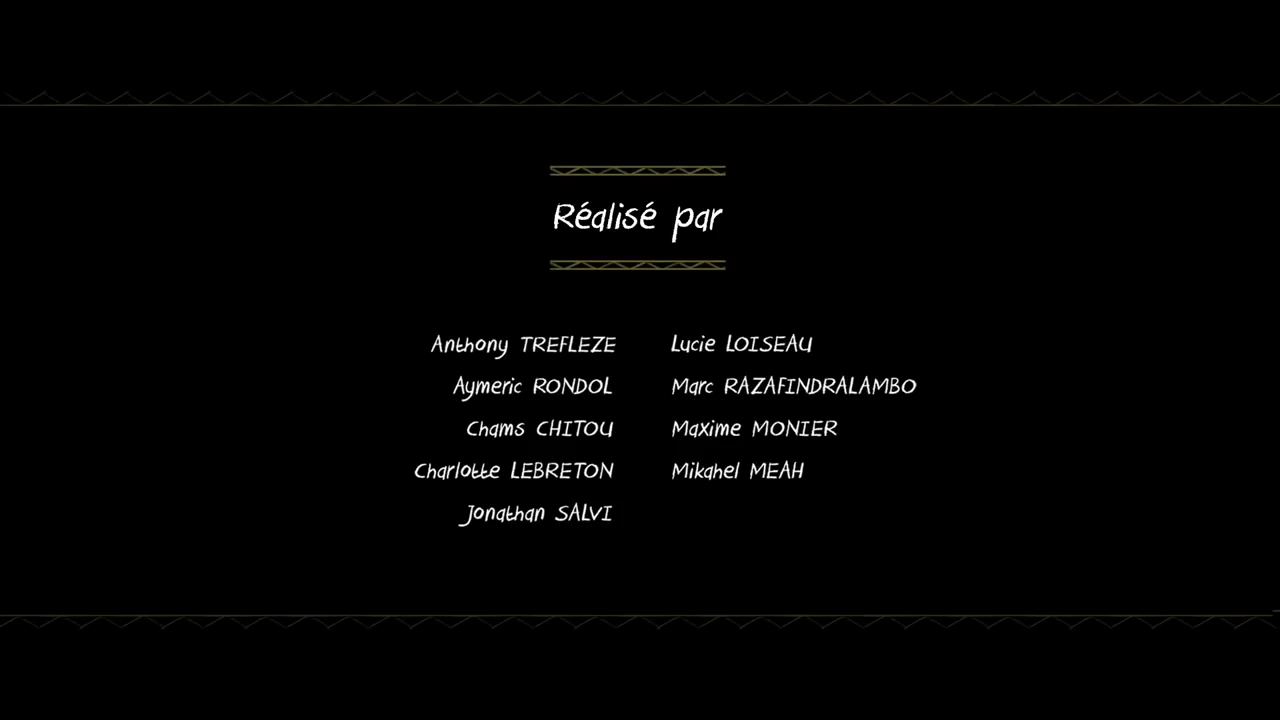 Réalisé par
Anthony TREFLEZE
Aymeric RONDOL
Chams CHITOU
Charlotte LEBRETON
Jonathan SALVI
Lucie LOISEAU
Marc RAZAFINDRALAMBO
Maxime MONIER
Mikahel MEAH